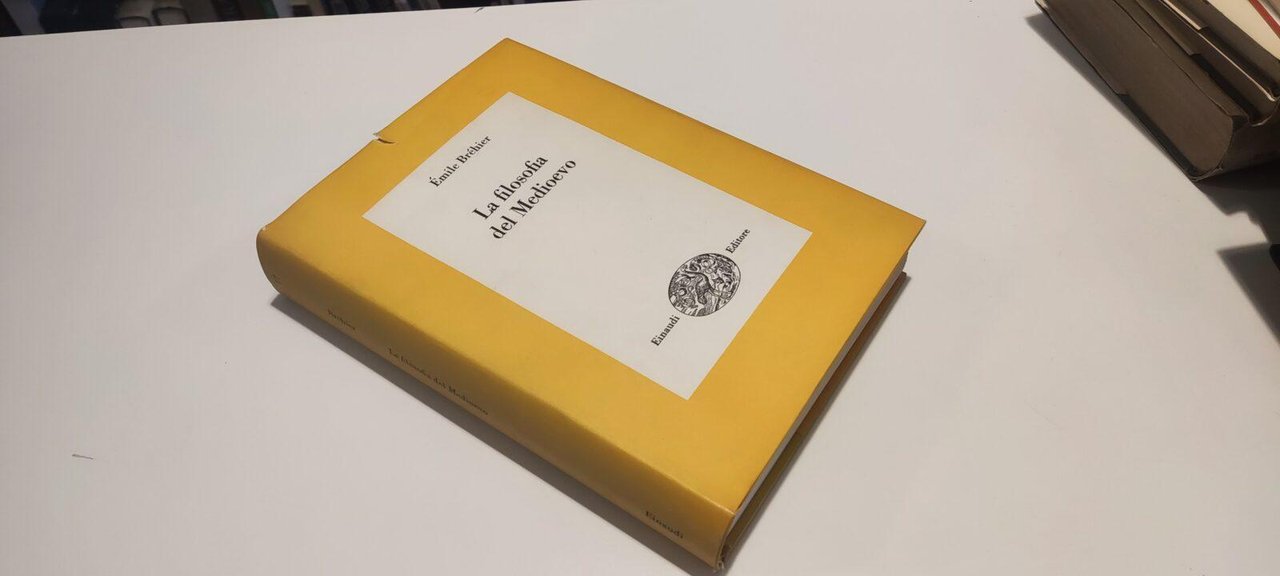 Émile Bréhier
La filosofia
del Medioevo
Einaudi
Editore
Bréhier
La filosofia del Medioevo
Einaudi